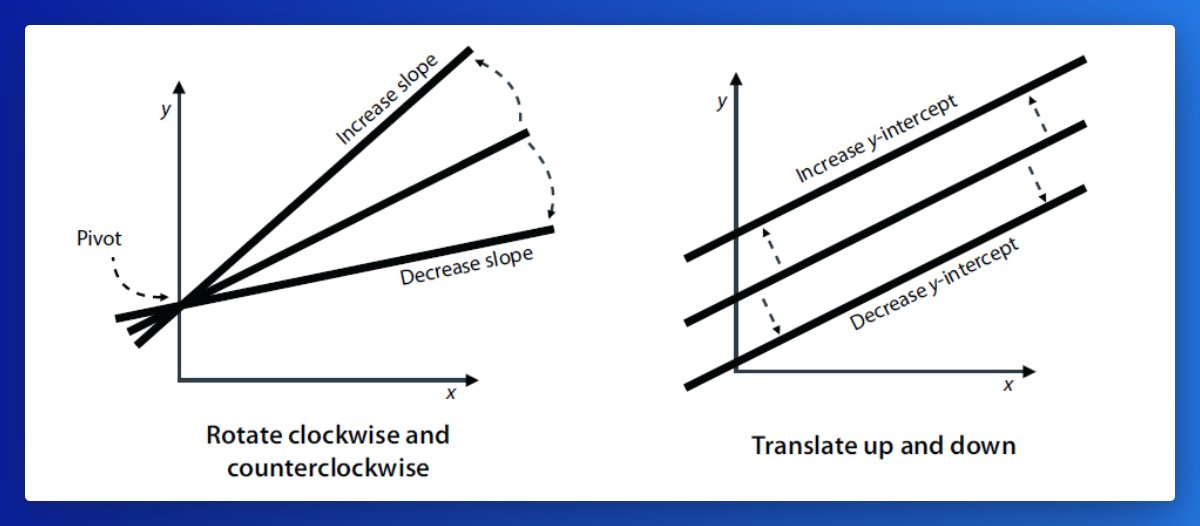 y
Increase slope
Pivot
Decrease slope
x
Rotate clockwise and
counterclockwise
y
Increase y-intercept
Decrease y-intercept
x
Translate up and down